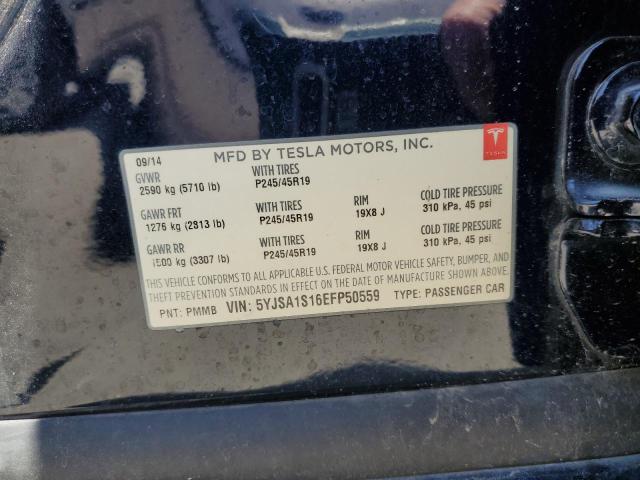 09/14 MFD BY TESLA MOTORS, INC. TESLA
GVWR WITH TIRES
2590 kg (5710 lb) P245/45R19
GAWR FRT WITH TIRES RIM COLD TIRE PRESSURE
1276 kg (2813 lb) P245/45R19 19X8 J 310 kPa, 45 psi
GAWR RR WITH TIRES RIM COLD TIRE PRESSURE
1500 kg (3307 lb) P245/45R19 19X8 J 310 kPa, 45 psi
THIS VEHICLE CONFORMS TO ALL APPLICABLE U.S. FEDERAL MOTOR VEHICLE SAFETY, BUMPER, AND
THEFT PREVENTION STANDARDS IN EFFECT ON THE DATE OF MANUFACTURE SHOWN ABOVE.
PNT: PMMB VIN: 5YJSA1S16EFP50559 TYPE: PASSENGER CAR